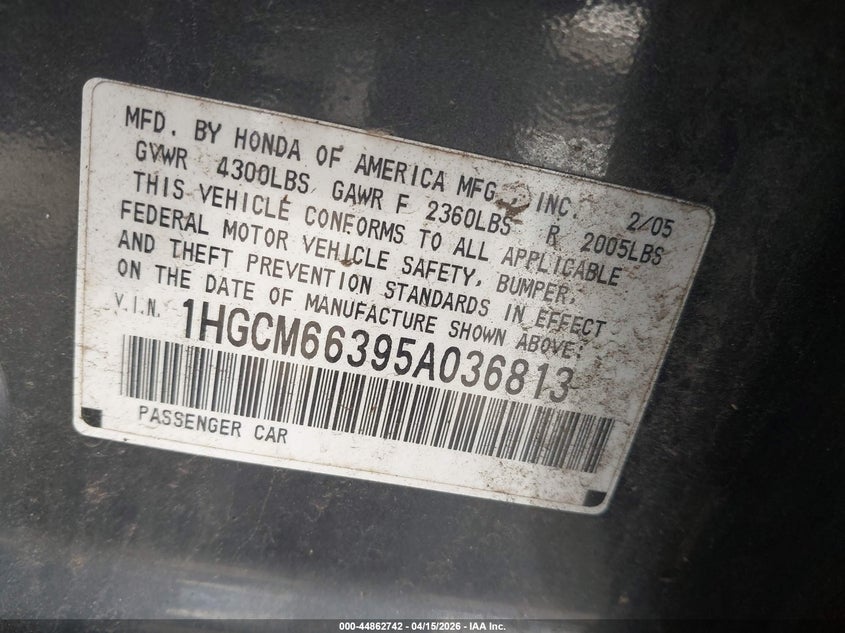 MFD. BY HONDA OF AMERICA MFG., INC. 2/05
GVWR 4300LBS GAWR F 2360LBS R 2005LBS
THIS VEHICLE CONFORMS TO ALL APPLICABLE
FEDERAL MOTOR VEHICLE SAFETY, BUMPER,
AND THEFT PREVENTION STANDARDS IN EFFECT
ON THE DATE OF MANUFACTURE SHOWN ABOVE:
V.I.N. 1HGCM66395A036813
PASSENGER CAR
000-44862742 - 04/15/2026 - IAA Inc.